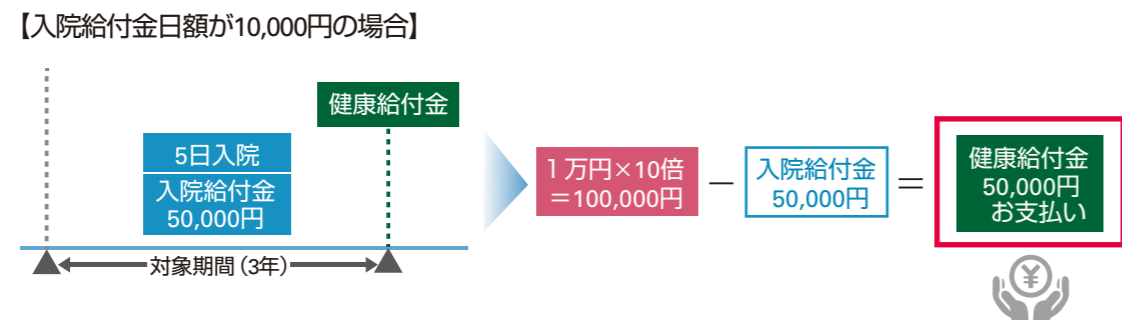 【入院給付金日額が10,000円の場合】
健康給付金
5日入院
入院給付金
50,000円
対象期間（3年）
１万円×10倍
＝100,000円
－
入院給付金
50,000円
＝
健康給付金
50,000円
お支払い
¥